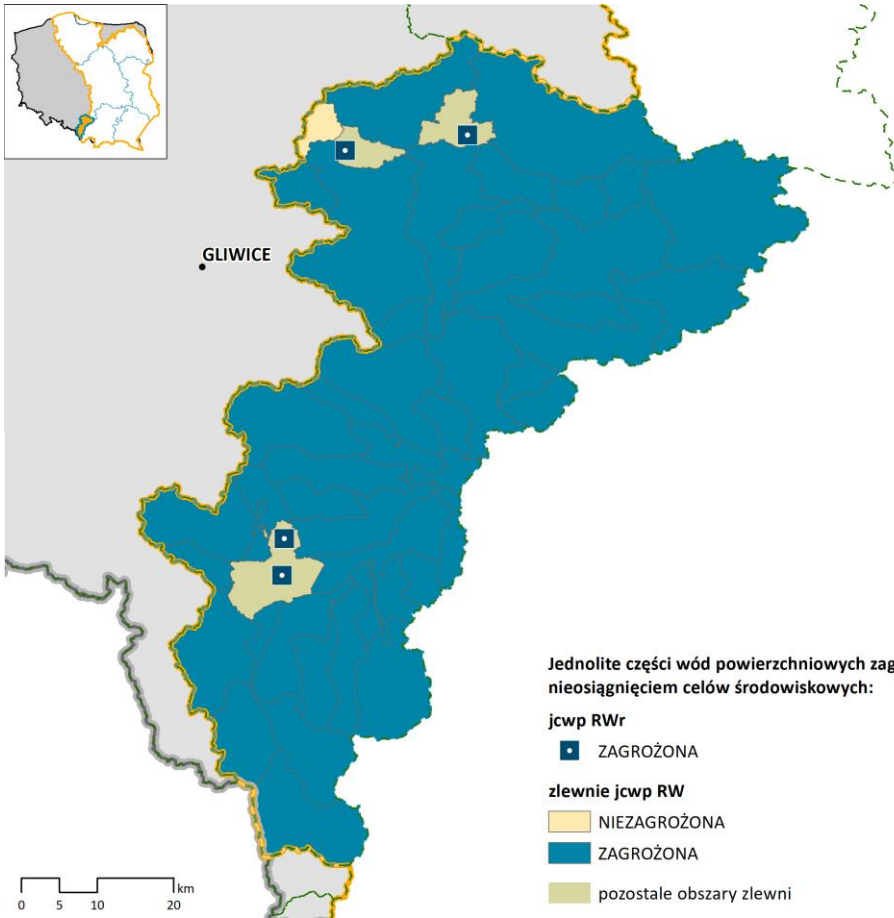 GLIWICE
Jednolite części wód powierzchniowych
nieosiągnięciem celów środowiskowych:
jcwp RWr
ZAGROŻONA
zlewnie jcwp RW
NIEZAGROŻONA
ZAGROŻONA
pozostałe obszary zlewni
km
0 5 10 20